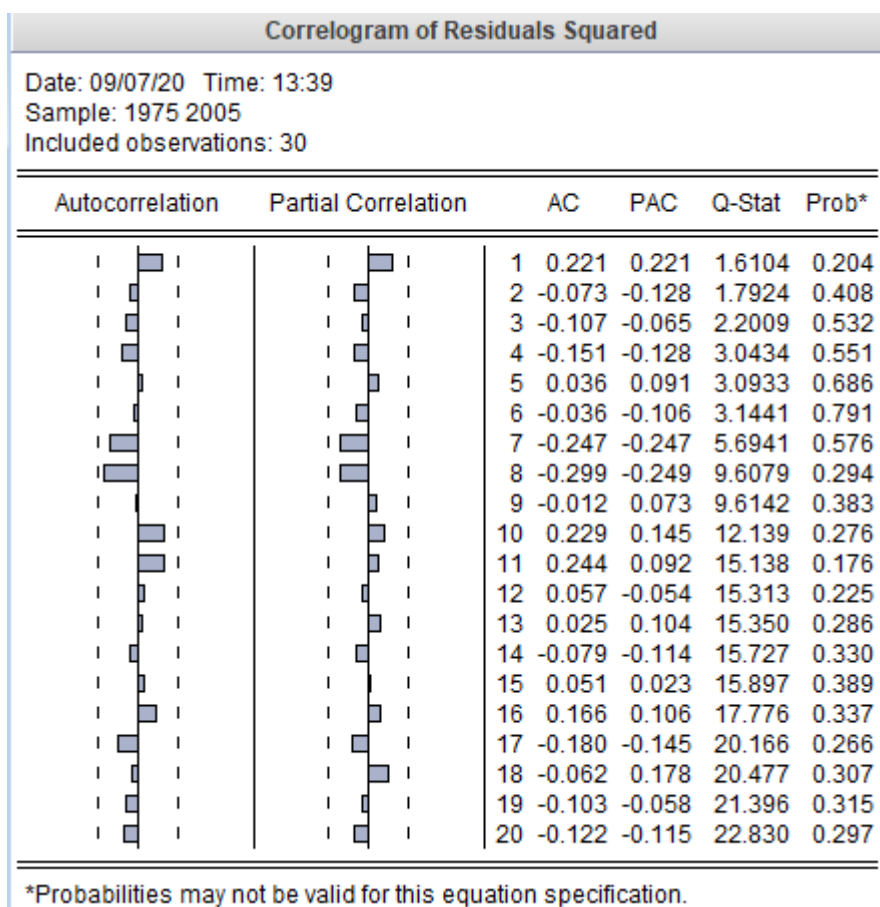 Correlogram of Residuals Squared
Date: 09/07/20 Time: 13:39
Sample: 1975 2005
Included observations: 30
Autocorrelation Partial Correlation AC PAC Q-Stat Prob*
1 0.221 0.221 1.6104 0.204
2 -0.073 -0.128 1.7924 0.408
3 -0.107 -0.065 2.2009 0.532
4 -0.151 -0.128 3.0434 0.551
5 0.036 0.091 3.0933 0.686
6 -0.036 -0.106 3.1441 0.791
7 -0.247 -0.247 5.6941 0.576
8 -0.299 -0.249 9.6079 0.294
9 -0.012 0.073 9.6142 0.383
10 0.229 0.145 12.139 0.276
11 0.244 0.092 15.138 0.176
12 0.057 -0.054 15.313 0.225
13 0.025 0.104 15.350 0.286
14 -0.079 -0.114 15.727 0.330
15 0.051 0.023 15.897 0.389
16 0.166 0.106 17.776 0.337
17 -0.180 -0.145 20.166 0.266
18 -0.062 0.178 20.477 0.307
19 -0.103 -0.058 21.396 0.315
20 -0.122 -0.115 22.830 0.297
*Probabilities may not be valid for this equation specification.